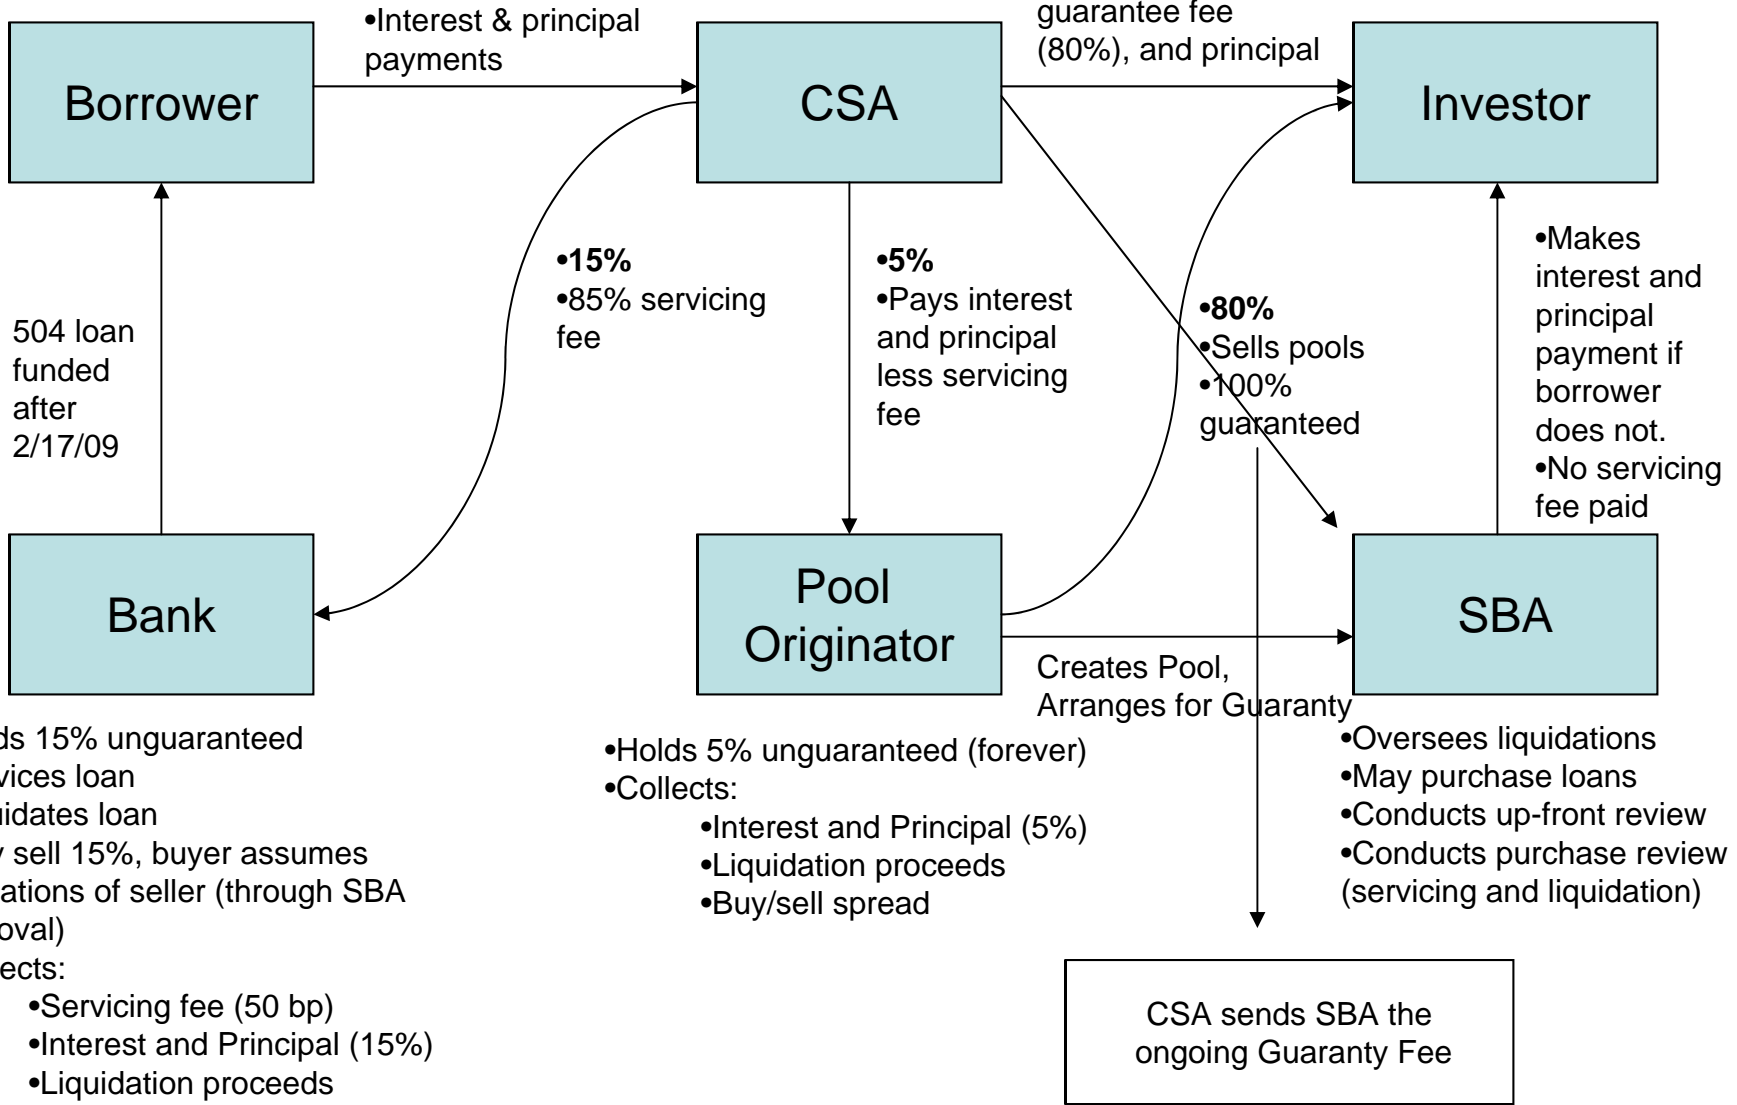 •Interest & principal
payments
guarantee fee
(80%), and principal
Borrower
CSA
Investor
504 loan
funded
after
2/17/09
•15%
•85% servicing
fee
•5%
•Pays interest
and principal
less servicing
fee
•80%
•Sells pools
•100%
guaranteed
•Makes
interest and
principal
payment if
borrower
does not.
•No servicing
fee paid
Bank
Pool
Originator
SBA
Creates Pool,
Arranges for Guaranty
15% unguaranteed
loan
loan
sell 15%, buyer assumes
of seller (through SBA
•Servicing fee (50 bp)
•Interest and Principal (15%)
•Liquidation proceeds
•Holds 5% unguaranteed (forever)
•Collects:
•Interest and Principal (5%)
•Liquidation proceeds
•Buy/sell spread
•Oversees liquidations
•May purchase loans
•Conducts up-front review
•Conducts purchase review
(servicing and liquidation)
CSA sends SBA the
ongoing Guaranty Fee